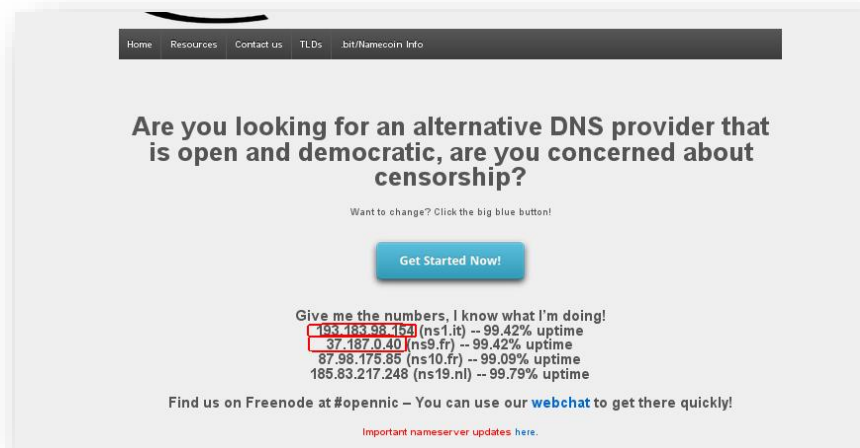 Home Resources Contact us TLDs .bit/Namecoin Info
Are you looking for an alternative DNS provider that
is open and democratic, are you concerned about
censorship?
Want to change? Click the big blue button!
Get Started Now!
Give me the numbers, I know what I'm doing!
193.183.98.154 (ns1.it) -- 99.42% uptime
37.187.0.40 (ns9.fr) -- 99.42% uptime
87.98.175.85 (ns10.fr) -- 99.09% uptime
185.83.217.248 (ns19.nl) -- 99.79% uptime
Find us on Freenode at #opennic – You can use our webchat to get there quickly!
Important nameserver updates here.